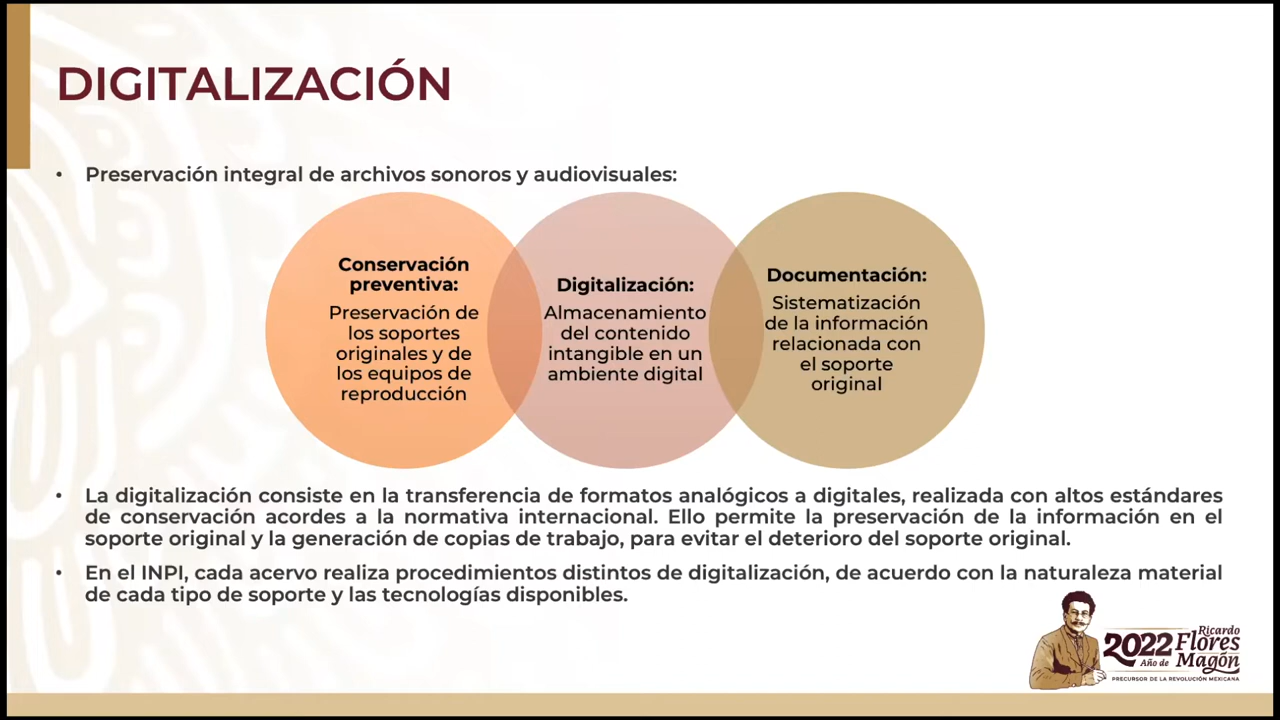 DIGITALIZACIÓN
• Preservación integral de archivos sonoros y audiovisuales:
Conservación
preventiva:
Preservación de
los soportes
originales y de
los equipos de
reproducción
Digitalización:
Almacenamiento
del contenido
intangible en un
ambiente digital
Documentación:
Sistematización
de la información
relacionada con
el soporte
original
• La digitalización consiste en la transferencia de formatos analógicos a digitales, realizada con altos estándares
de conservación acordes a la normativa internacional. Ello permite la preservación de la información en el
soporte original y la generación de copias de trabajo, para evitar el deterioro del soporte original.
• En el INPI, cada acervo realiza procedimientos distintos de digitalización, de acuerdo con la naturaleza material
de cada tipo de soporte y las tecnologías disponibles.
2022
Año de
Ricardo
Flores
Magón
PRECURSOR DE LA REVOLUCIÓN MEXICANA